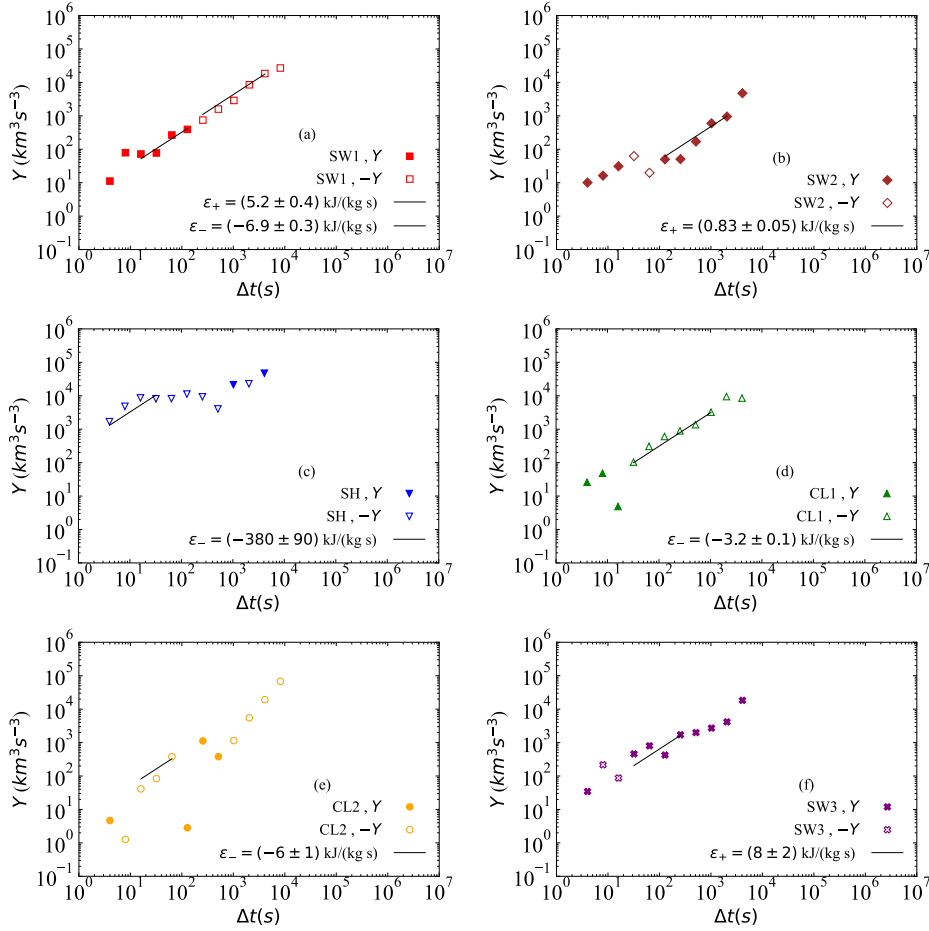 10^6
10^5
10^4
10^3
10^2
10^1
10^0
10^-1
Y (km^3 s^-3)
(a)
SW1 , Y
SW1 , −Y
ε_+ = (5.2 ± 0.4) kJ/(kg s)
ε_− = (−6.9 ± 0.3) kJ/(kg s)
10^0 10^1 10^2 10^3 10^4 10^5 10^6 10^7
Δt(s)
10^6
10^5
10^4
10^3
10^2
10^1
10^0
10^-1
Y (km^3 s^-3)
(b)
SW2 , Y
SW2 , −Y
ε_+ = (0.83 ± 0.05) kJ/(kg s)
10^0 10^1 10^2 10^3 10^4 10^5 10^6 10^7
Δt(s)
10^6
10^5
10^4
10^3
10^2
10^1
10^0
10^-1
Y (km^3 s^-3)
(c)
SH , Y
SH , −Y
ε_− = (−380 ± 90) kJ/(kg s)
10^0 10^1 10^2 10^3 10^4 10^5 10^6 10^7
Δt(s)
10^6
10^5
10^4
10^3
10^2
10^1
10^0
10^-1
Y (km^3 s^-3)
(d)
CL1 , Y
CL1 , −Y
ε_− = (−3.2 ± 0.1) kJ/(kg s)
10^0 10^1 10^2 10^3 10^4 10^5 10^6 10^7
Δt(s)
10^6
10^5
10^4
10^3
10^2
10^1
10^0
10^-1
Y (km^3 s^-3)
(e)
CL2 , Y
CL2 , −Y
ε_− = (−6 ± 1) kJ/(kg s)
10^0 10^1 10^2 10^3 10^4 10^5 10^6 10^7
Δt(s)
10^6
10^5
10^4
10^3
10^2
10^1
10^0
10^-1
Y (km^3 s^-3)
(f)
SW3 , Y
SW3 , −Y
ε_+ = (8 ± 2) kJ/(kg s)
10^0 10^1 10^2 10^3 10^4 10^5 10^6 10^7
Δt(s)